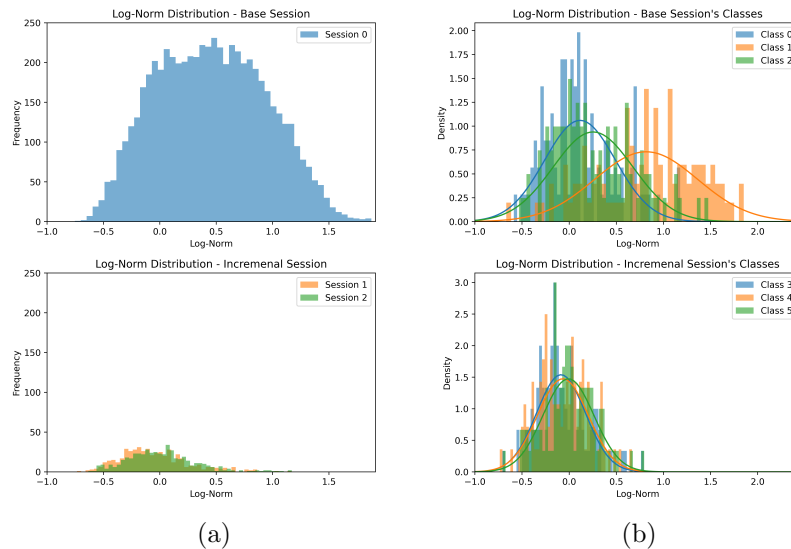 Log-Norm Distribution - Base Session
250
200
150
100
50
0
Frequency
Session 0
−1.0 −0.5 0.0 0.5 1.0 1.5
Log-Norm
Log-Norm Distribution - Incremenal Session
250
200
150
100
50
0
Frequency
Session 1
Session 2
−1.0 −0.5 0.0 0.5 1.0 1.5
Log-Norm
(a)
Log-Norm Distribution - Base Session's Classes
2.00
1.75
1.50
1.25
1.00
0.75
0.50
0.25
0.00
Density
Class 0
Class 1
Class 2
−1.0 −0.5 0.0 0.5 1.0 1.5 2.0
Log-Norm
Log-Norm Distribution - Incremenal Session's Classes
3.0
2.5
2.0
1.5
1.0
0.5
0.0
Density
Class 3
Class 4
Class 5
−1.0 −0.5 0.0 0.5 1.0 1.5 2.0
Log-Norm
(b)